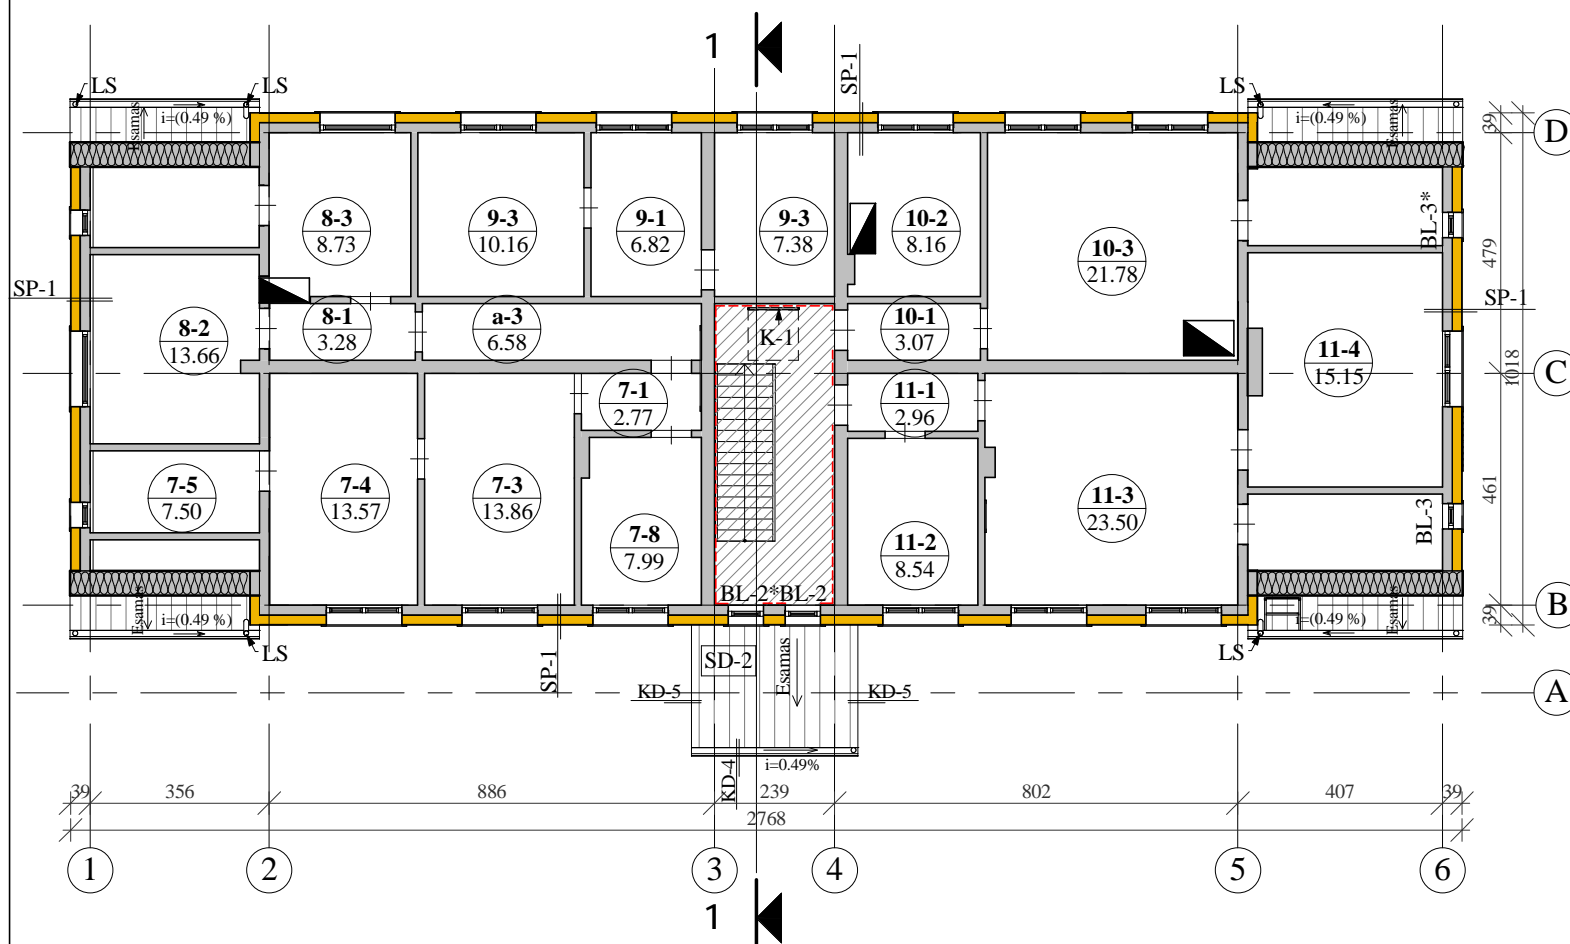 1
SP-1
LS
LS
LS
Esamas
i=(0.49 %)
i=(0.49 %)
Esamas
39
D
8-3
8.73
9-3
10.16
9-1
6.82
9-3
7.38
10-2
8.16
10-3
21.78
BL-3*
479
SP-1
SP-1
8-2
13.66
8-1
3.28
a-3
6.58
K-1
10-1
3.07
11-4
15.15
C
1018
7-1
2.77
11-1
2.96
7-5
7.50
7-4
13.57
7-3
13.86
7-8
7.99
11-2
8.54
11-3
23.50
BL-3
461
BL-2*
BL-2
Esamas
i=(0.49 %)
i=(0.49 %)
Esamas
39
B
LS
LS
SP-1
SD-2
Esamas
KD-5
KD-5
A
KD-4
i=0.49%
39
356
886
239
802
407
39
2768
1
2
3
4
5
6
1